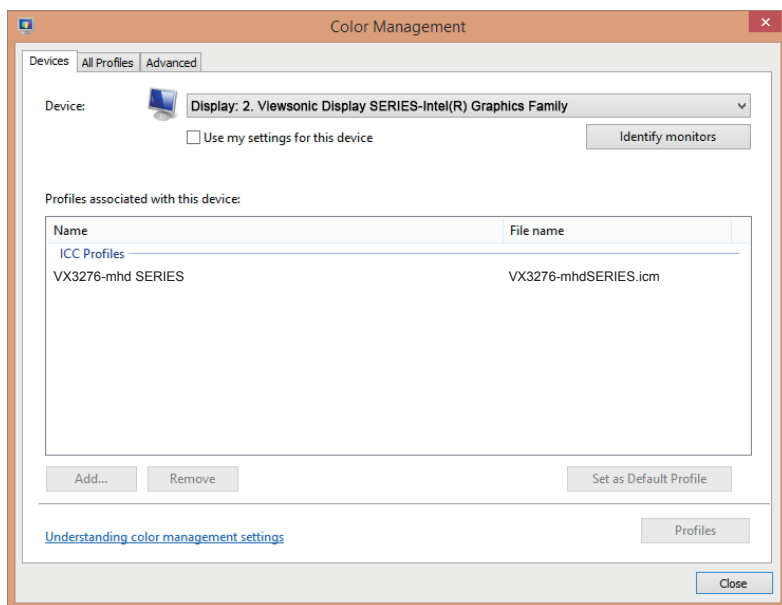 Color Management
Devices All Profiles Advanced
Device: Display: 2. Viewsonic Display SERIES-Intel(R) Graphics Family
Use my settings for this device Identify monitors
Profiles associated with this device:
Name File name
ICC Profiles
VX3276-mhd SERIES VX3276-mhdSERIES.icm
Add... Remove Set as Default Profile
Understanding color management settings Profiles
Close